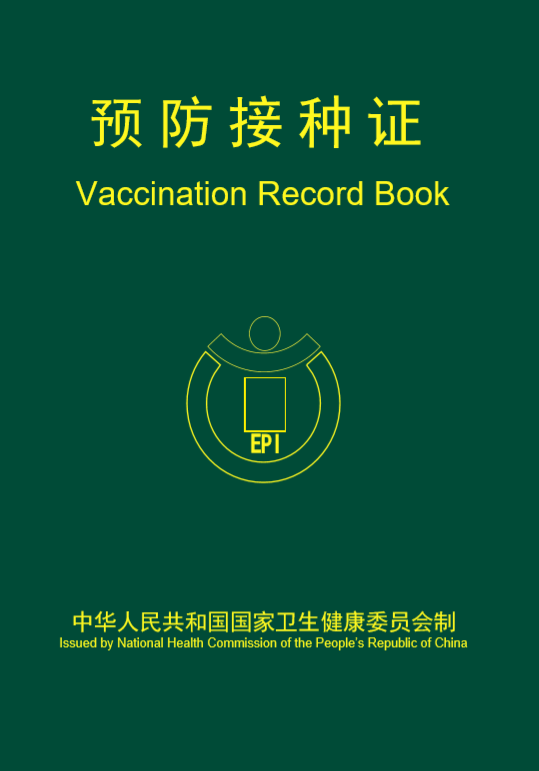 预防接种证
Vaccination Record Book
EPI
中华人民共和国国家卫生健康委员会制
Issued by National Health Commission of the People's Republic of China